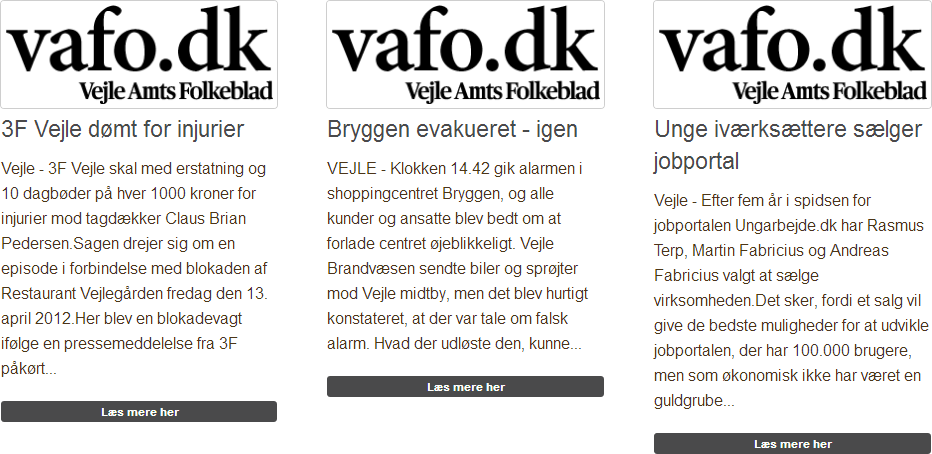 vafo.dk
Vejle Amts Folkeblad
3F Vejle dømt for injurier
Vejle - 3F Vejle skal med erstatning og
10 dagbøder på hver 1000 kroner for
injurier mod tagdækker Claus Brian
Pedersen.Sagen drejer sig om en
episode i forbindelse med blokaden af
Restaurant Vejlegården fredag den 13.
april 2012.Her blev en blokadevagt
ifølge en pressemeddelelse fra 3F
påkørt...
Læs mere her
vafo.dk
Vejle Amts Folkeblad
Bryggen evakueret - igen
VEJLE - Klokken 14.42 gik alarmen i
shoppingcentret Bryggen, og alle
kunder og ansatte blev bedt om at
forlade centret øjeblikkeligt. Vejle
Brandvæsen sendte biler og sprøjter
mod Vejle midtby, men det blev hurtigt
konstateret, at der var tale om falsk
alarm. Hvad der udløste den, kunne...
Læs mere her
vafo.dk
Vejle Amts Folkeblad
Unge iværksættere sælger
jobportal
Vejle - Efter fem år i spidsen for
jobportalen Ungarbejde.dk har Rasmus
Terp, Martin Fabricius og Andreas
Fabricius valgt at sælge
virksomheden.Det sker, fordi et salg vil
give de bedste muligheder for at udvikle
jobportalen, der har 100.000 brugere,
men som økonomisk ikke har været en
guldgrube...
Læs mere her